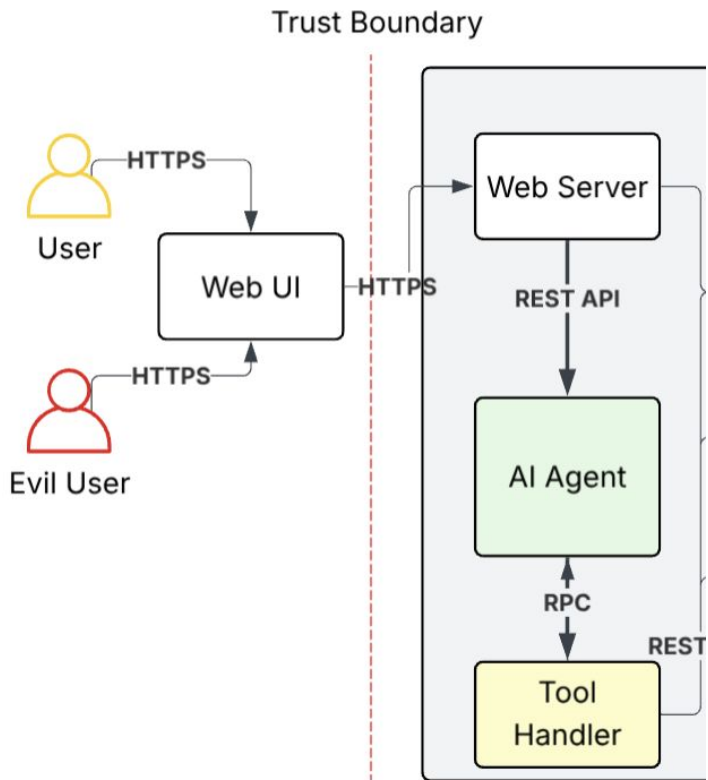 Trust Boundary
HTTPS
User
Web UI
HTTPS
Evil User
HTTPS
Web Server
REST API
AI Agent
RPC
REST
Tool
Handler